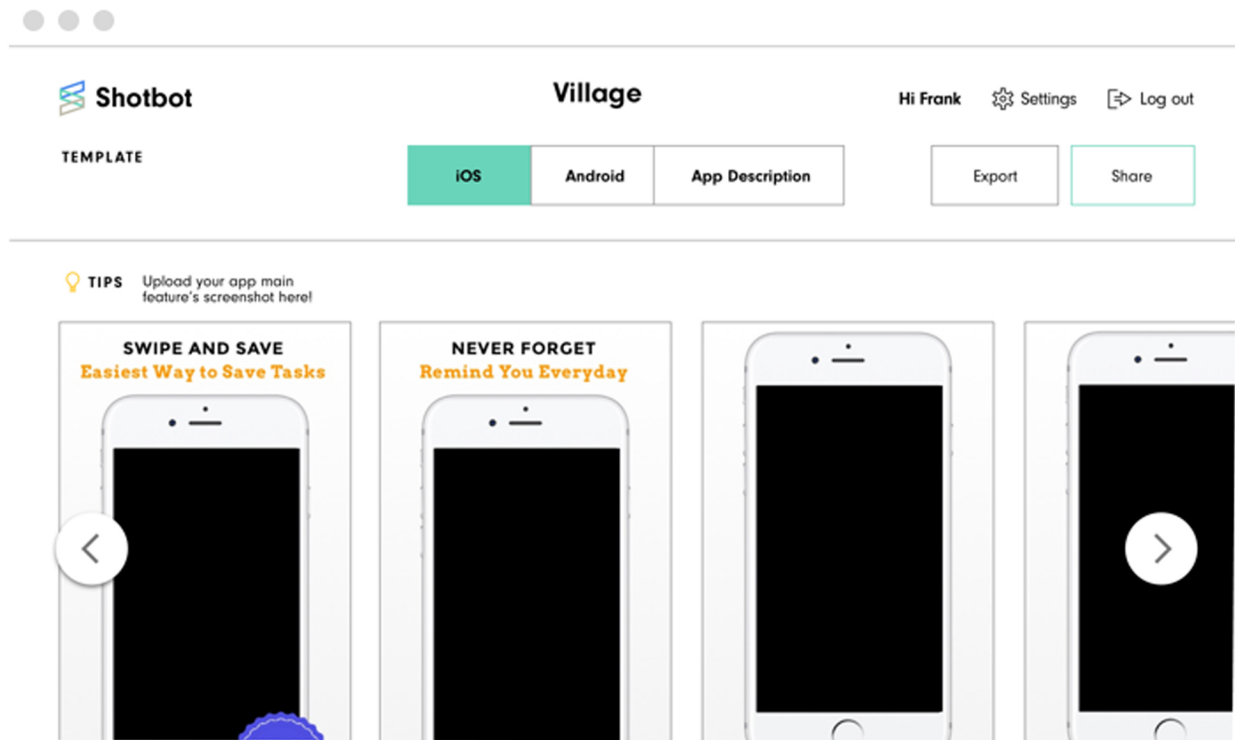 Shotbot
Village
Hi Frank
Settings
Log out
TEMPLATE
iOS
Android
App Description
Export
Share
TIPS
Upload your app main
feature's screenshot here!
SWIPE AND SAVE
Easiest Way to Save Tasks
NEVER FORGET
Remind You Everyday